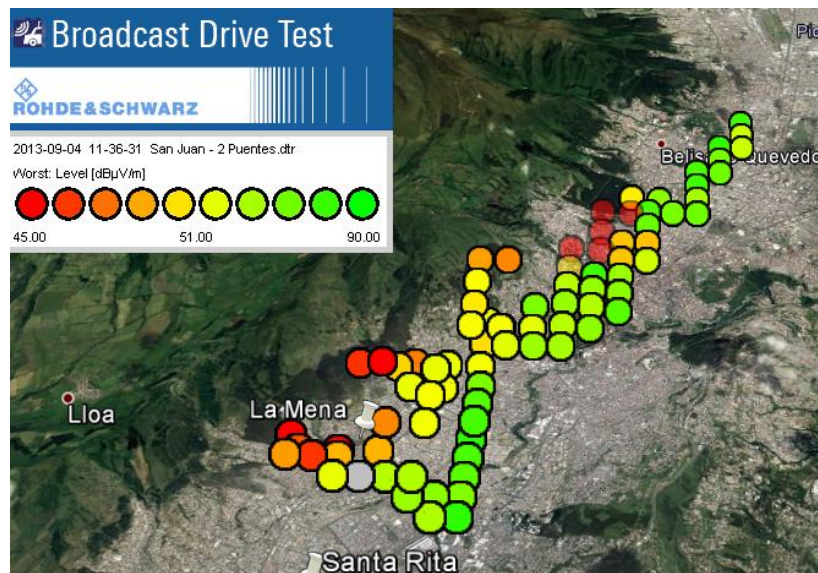 Broadcast Drive Test
ROHDE&SCHWARZ
2013-09-04 11-36-31 San Juan - 2 Puentes.dtr
Worst: Level [dBµV/m]
45.00 51.00 90.00
Quevedo
Lloa
La Mena
Santa Rita